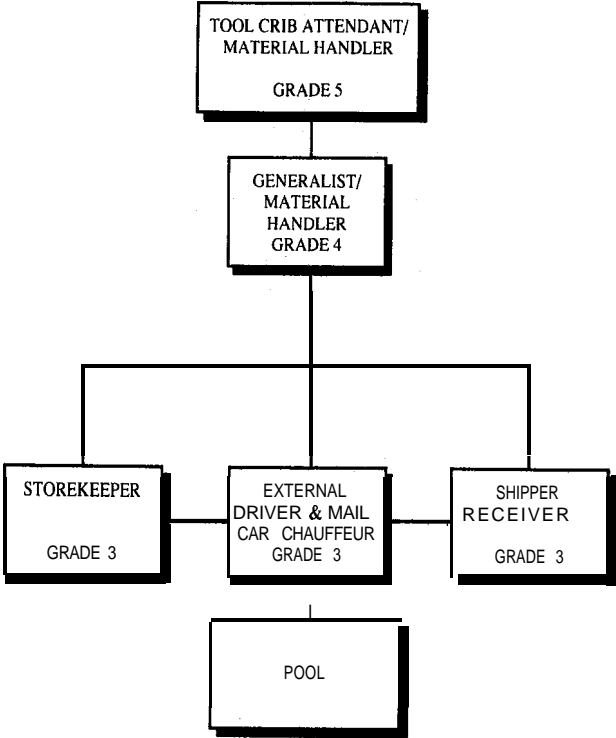 TOOL CRIB ATTENDANT/
MATERIAL HANDLER
GRADE 5
GENERALIST/
MATERIAL
HANDLER
GRADE 4
STOREKEEPER
GRADE 3
EXTERNAL
DRIVER & MAIL
CAR CHAUFFEUR
GRADE 3
SHIPPER
RECEIVER
GRADE 3
POOL